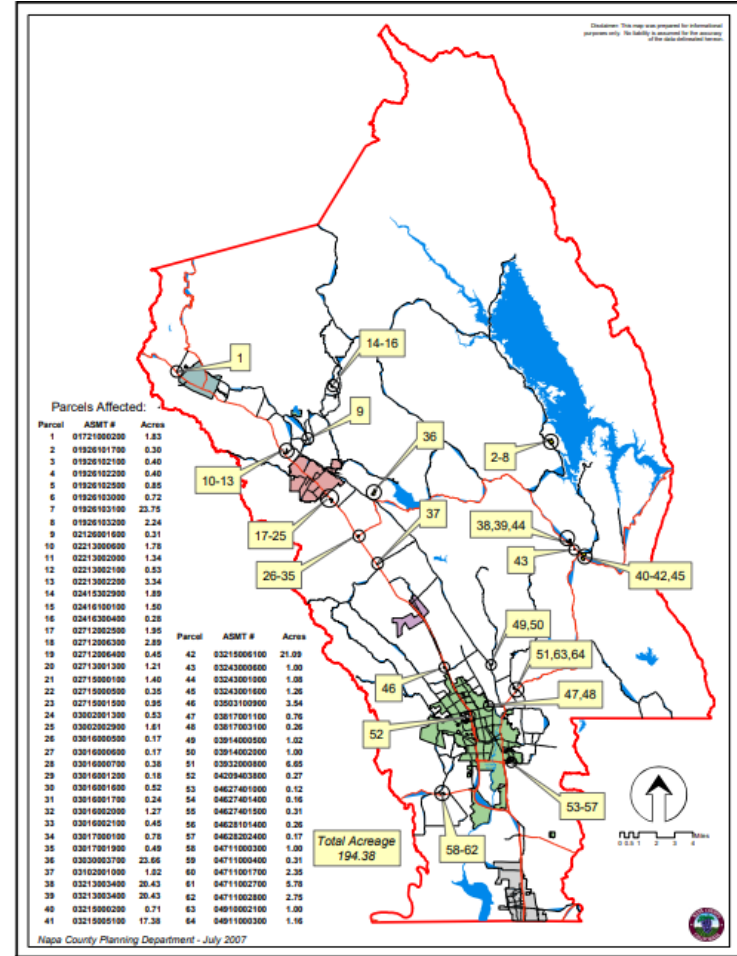 Disclaimer: This map was prepared for informational
purposes only. No liability is assumed for the accuracy
of the data delineated hereon.
1
14-16
9
36
2-8
10-13
37
17-25
38,39,44
26-35
43
40-42,45
49,50
51,63,64
46
47,48
52
53-57
58-62
Parcels Affected:
Parcel ASMT # Acres
1 01721000200 1.83
2 01926101700 0.30
3 01926102100 0.40
4 01926102200 0.40
5 01926102500 0.85
6 01926103000 0.72
7 01926103100 23.75
8 01926103200 2.24
9 02126001600 0.31
10 02213000600 1.78
11 02213002000 1.34
12 02213002100 0.53
13 02213002200 3.34
14 02415302900 1.89
15 02416100100 1.50
16 02416300400 0.28
17 02712002500 1.95
18 02712006300 2.89
19 02712006400 0.45
20 02713001300 1.21
21 02715000100 1.40
22 02715000500 0.35
23 02715001500 0.95
24 03002001300 0.53
25 03002002900 1.61
26 03016000500 0.17
27 03016000600 0.17
28 03016000700 0.38
29 03016001200 0.18
30 03016001600 0.52
31 03016001700 0.24
32 03016002000 1.27
33 03016002100 0.45
34 03017000100 0.78
35 03017001900 0.49
36 03030003700 23.66
37 03102001000 1.02
38 03213003400 20.43
39 03213003400 20.43
40 03215000200 0.71
41 03215005100 17.38
Parcel ASMT # Acres
42 03215006100 21.09
43 03243000600 1.00
44 03243001000 1.08
45 03243001600 1.26
46 03503100900 3.54
47 03817001100 0.76
48 03817003100 0.26
49 03914000500 1.02
50 03914002000 1.00
51 03932000800 6.65
52 04209403800 0.27
53 04627401000 0.12
54 04627401400 0.16
55 04627401500 0.31
56 04628101400 0.26
57 04628202400 0.17
58 04711000300 1.00
59 04711000400 0.31
60 04711001700 2.35
61 04711002700 5.78
62 04711002800 2.75
63 04910002100 1.00
64 04911000300 1.16
Total Acreage
194.38
0 0.5 1 2 3 4 Miles
Napa County Planning Department - July 2007